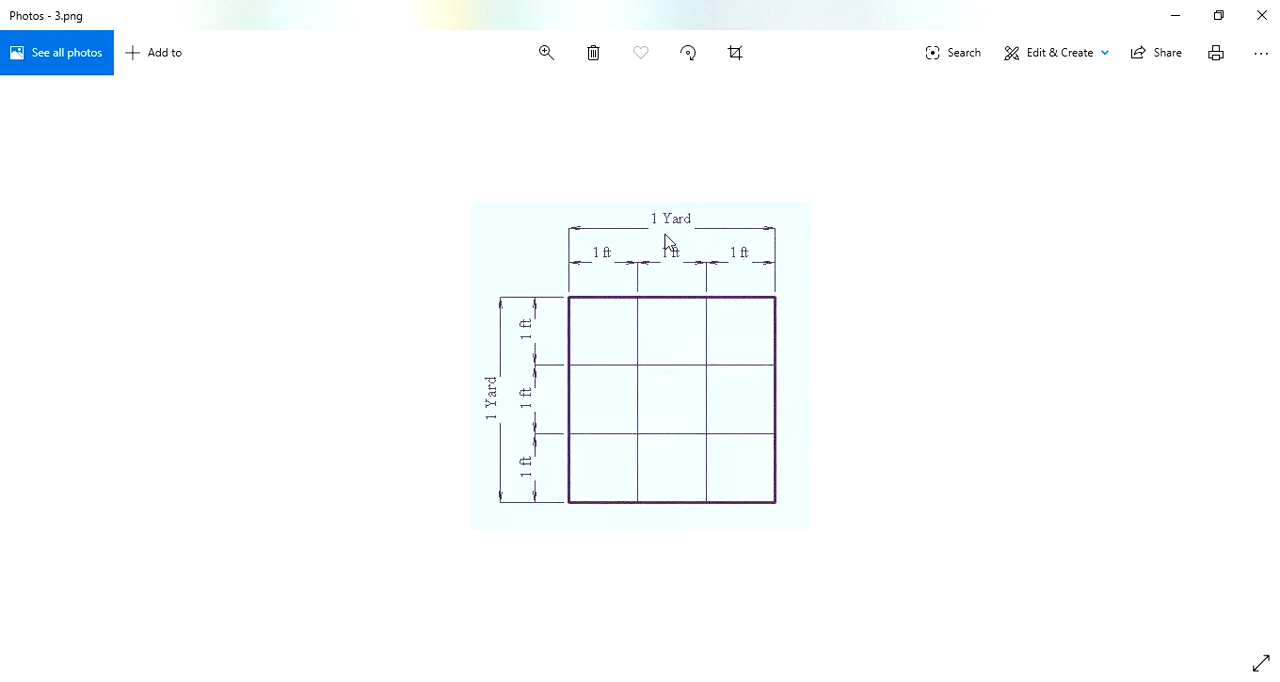 Photos - 3.png
See all photos
Add to
Search
Edit & Create
Share
1 Yard
1 ft
1 ft
1 ft
1 Yard
1 ft
1 ft
1 ft